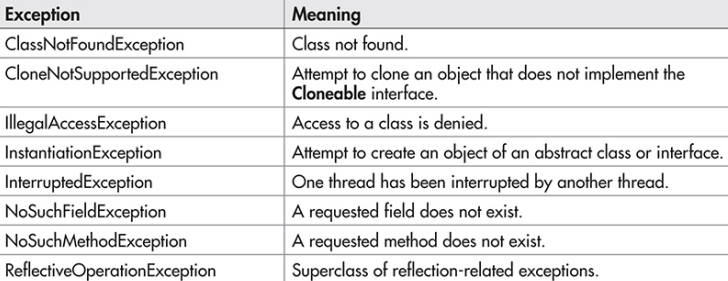 Exception Meaning
ClassNotFoundException Class not found.
CloneNotSupportedException Attempt to clone an object that does not implement the
Cloneable interface.
IllegalAccessException Access to a class is denied.
InstantiationException Attempt to create an object of an abstract class or interface.
InterruptedException One thread has been interrupted by another thread.
NoSuchFieldException A requested field does not exist.
NoSuchMethodException A requested method does not exist.
ReflectiveOperationException Superclass of reflection-related exceptions.